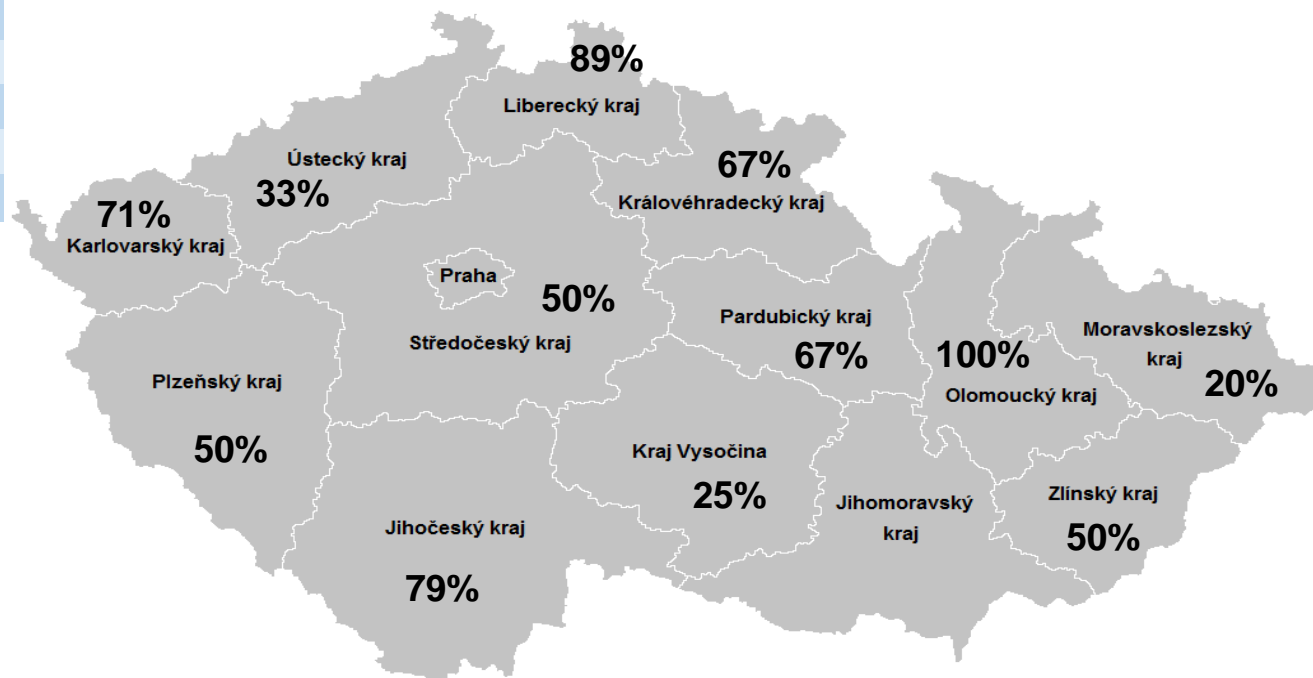 89%
Liberecký kraj
Ústecký kraj
33%
67%
Královéhradecký kraj
71%
Karlovarský kraj
Praha
50%
Středočeský kraj
Pardubický kraj
67%
Moravskoslezský
kraj
20%
100%
Olomoucký kraj
Plzeňský kraj
50%
Kraj Vysočina
25%
Jihomoravský
kraj
Zlínský kraj
50%
Jihočeský kraj
79%